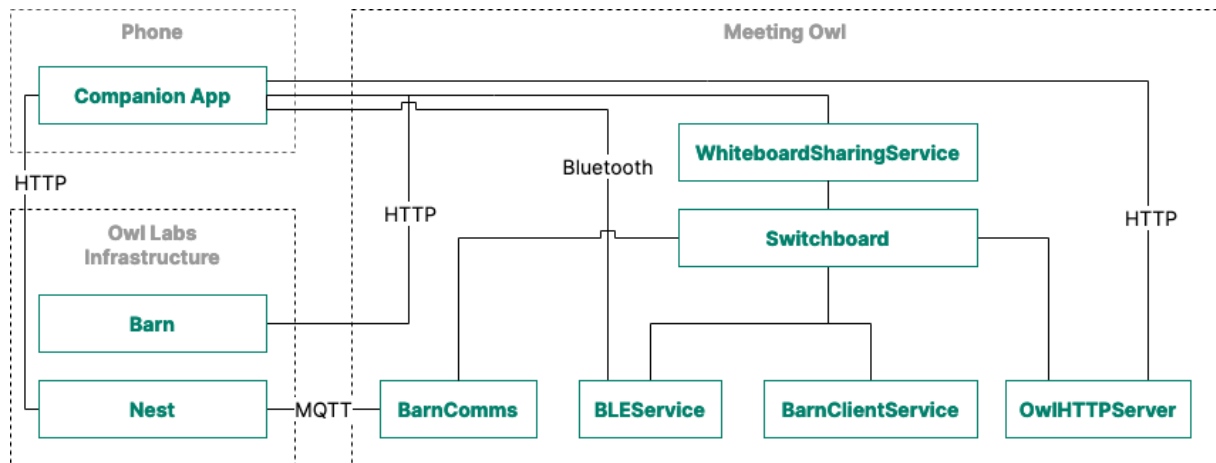 Phone
Meeting Owl
Companion App
WhiteboardSharingService
Bluetooth
HTTP
HTTP
HTTP
Owl Labs
Infrastructure
Switchboard
Barn
Nest
MQTT
BarnComms
BLEService
BarnClientService
OwlHTTPServer